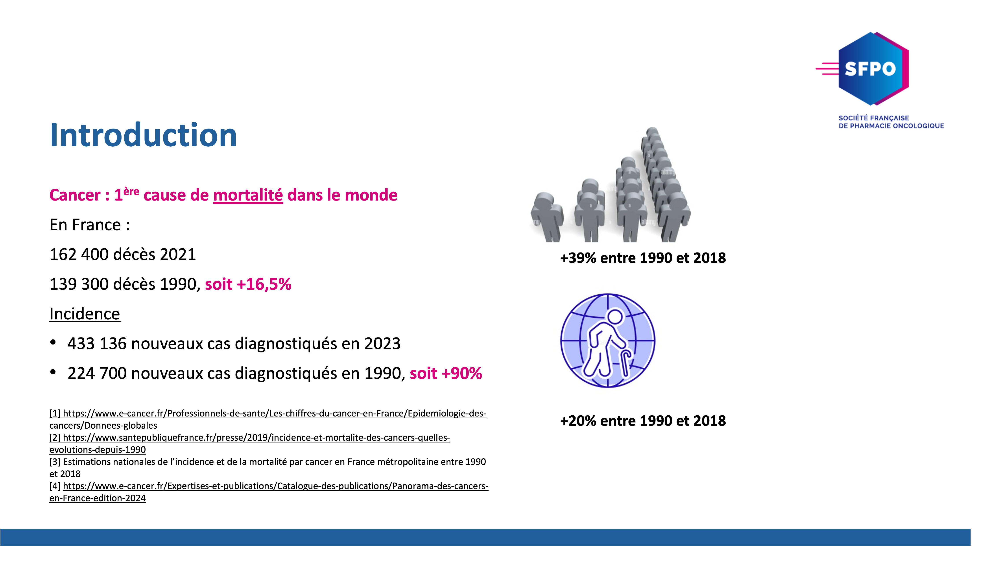 SFPO
SOCIÉTÉ FRANÇAISE
DE PHARMACIE ONCOLOGIQUE
Introduction
Cancer : 1ère cause de mortalité dans le monde
En France :
162 400 décès 2021
139 300 décès 1990, soit +16,5%
Incidence
• 433 136 nouveaux cas diagnostiqués en 2023
• 224 700 nouveaux cas diagnostiqués en 1990, soit +90%
[1] https://www.e-cancer.fr/Professionnels-de-sante/Les-chiffres-du-cancer-en-France/Epidemiologie-des-
cancers/Donnees-globales
[2] https://www.santepubliquefrance.fr/presse/2019/incidence-et-mortalite-des-cancers-quelles-
evolutions-depuis-1990
[3] Estimations nationales de l’incidence et de la mortalité par cancer en France métropolitaine entre 1990
et 2018
[4] https://www.e-cancer.fr/Expertises-et-publications/Catalogue-des-publications/Panorama-des-cancers-
en-France-edition-2024
alamy
alamy
+39% entre 1990 et 2018
+20% entre 1990 et 2018